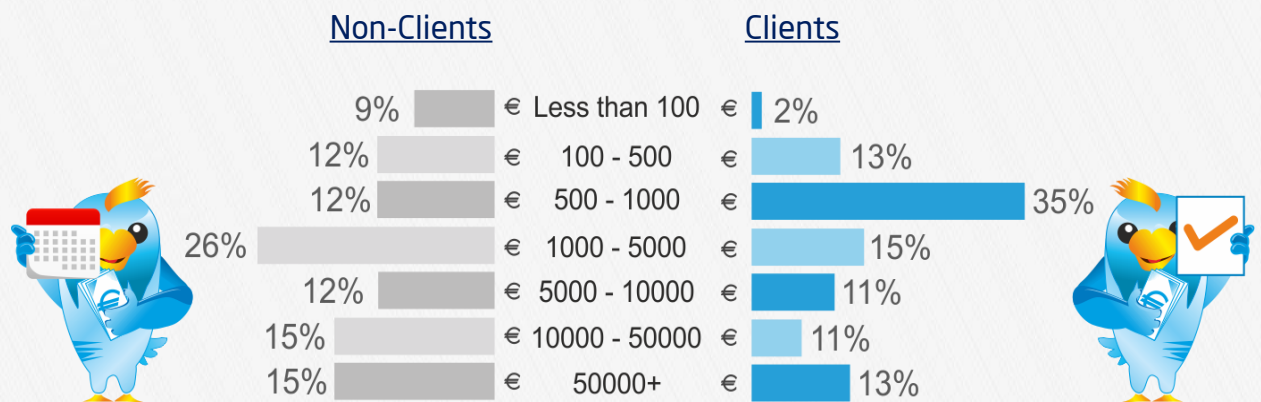 Non-Clients Clients
9% € Less than 100 € 2%
12% € 100 - 500 € 13%
12% € 500 - 1000 € 35%
26% € 1000 - 5000 € 15%
12% € 5000 - 10000 € 11%
15% € 10000 - 50000 € 11%
15% € 50000+ € 13%
€
€